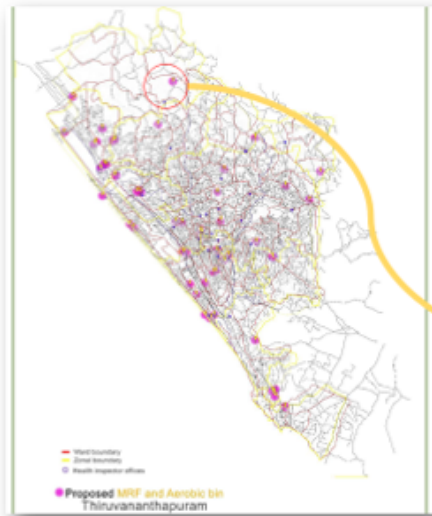 Ward boundary
Zonal boundary
Health inspector offices
Proposed MRF and Aerobic bin
Thiruvananthapuram